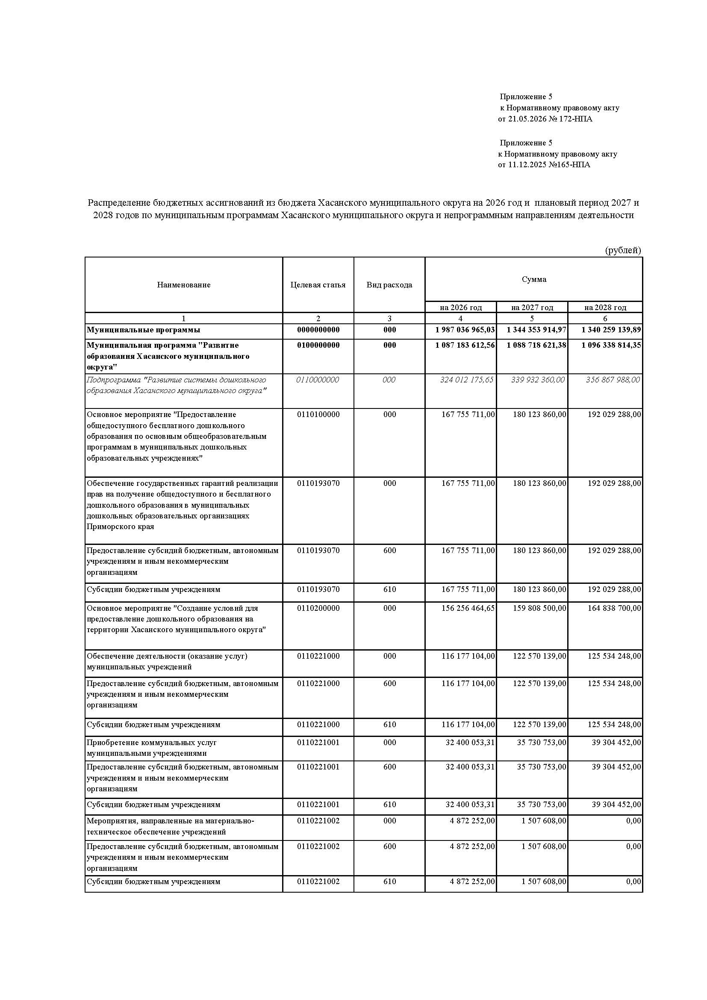 Приложение 5
к Нормативному правовому акту
от 21.05.2026 № 172-НПА
Приложение 5
к Нормативному правовому акту
от 11.12.2025 №165-НПА
Распределение бюджетных ассигнований из бюджета Хасанского муниципального округа на 2026 год и плановый период 2027 и
2028 годов по муниципальным программам Хасанского муниципального округа и непрограммным направлениям деятельности
(рублей)
Наименование Целевая статья Вид расхода Сумма
на 2026 год на 2027 год на 2028 год
1 2 3 4 5 6
Муниципальные программы 0000000000 000 1 987 036 965,03 1 344 353 914,97 1 340 259 139,89
Муниципальная программа "Развитие 0100000000 000 1 087 183 612,56 1 088 718 621,38 1 096 338 814,35
образования Хасанского муниципального
округа"
Подпрограмма "Развитие системы дошкольного 0110000000 000 324 012 175,65 339 932 360,00 356 867 988,00
образования Хасанского муниципального округа"
Основное мероприятие "Предоставление 0110100000 000 167 755 711,00 180 123 860,00 192 029 288,00
общедоступного бесплатного дошкольного
образования по основным общеобразовательным
программам в муниципальных дошкольных
образовательных учреждениях"
Обеспечение государственных гарантий реализации 0110193070 000 167 755 711,00 180 123 860,00 192 029 288,00
прав на получение общедоступного и бесплатного
дошкольного образования в муниципальных
дошкольных образовательных организациях
Приморского края
Предоставление субсидий бюджетным, автономным 0110193070 600 167 755 711,00 180 123 860,00 192 029 288,00
учреждениям и иным некоммерческим
организациям
Субсидии бюджетным учреждениям 0110193070 610 167 755 711,00 180 123 860,00 192 029 288,00
Основное мероприятие "Создание условий для 0110200000 000 156 256 464,65 159 808 500,00 164 838 700,00
предоставление дошкольного образования на
территории Хасанского муниципального округа"
Обеспечение деятельности (оказание услуг) 0110221000 000 116 177 104,00 122 570 139,00 125 534 248,00
муниципальных учреждений
Предоставление субсидий бюджетным, автономным 0110221000 600 116 177 104,00 122 570 139,00 125 534 248,00
учреждениям и иным некоммерческим
организациям
Субсидии бюджетным учреждениям 0110221000 610 116 177 104,00 122 570 139,00 125 534 248,00
Приобретение коммунальных услуг 0110221001 000 32 400 053,31 35 730 753,00 39 304 452,00
муниципальными учреждениями
Предоставление субсидий бюджетным, автономным 0110221001 600 32 400 053,31 35 730 753,00 39 304 452,00
учреждениям и иным некоммерческим
организациям
Субсидии бюджетным учреждениям 0110221001 610 32 400 053,31 35 730 753,00 39 304 452,00
Мероприятия, направленные на материально- 0110221002 000 4 872 252,00 1 507 608,00 0,00
техническое обеспечение учреждений
Предоставление субсидий бюджетным, автономным 0110221002 600 4 872 252,00 1 507 608,00 0,00
учреждениям и иным некоммерческим
организациям
Субсидии бюджетным учреждениям 0110221002 610 4 872 252,00 1 507 608,00 0,00